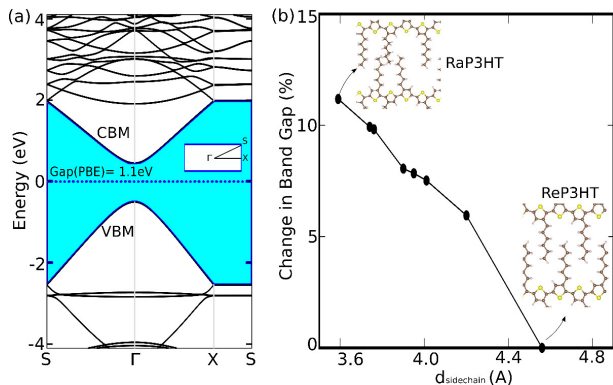 (a)
Energy (eV)
4
2
0
-2
-4
CBM
Gap(PBE)= 1.1eV
VBM
S
Γ
X
S
Γ
X
S
(b)
Change in Band Gap (%)
15
10
5
0
RaP3HT
ReP3HT
3.6
4.0
4.4
4.8
d_sidechain (A)